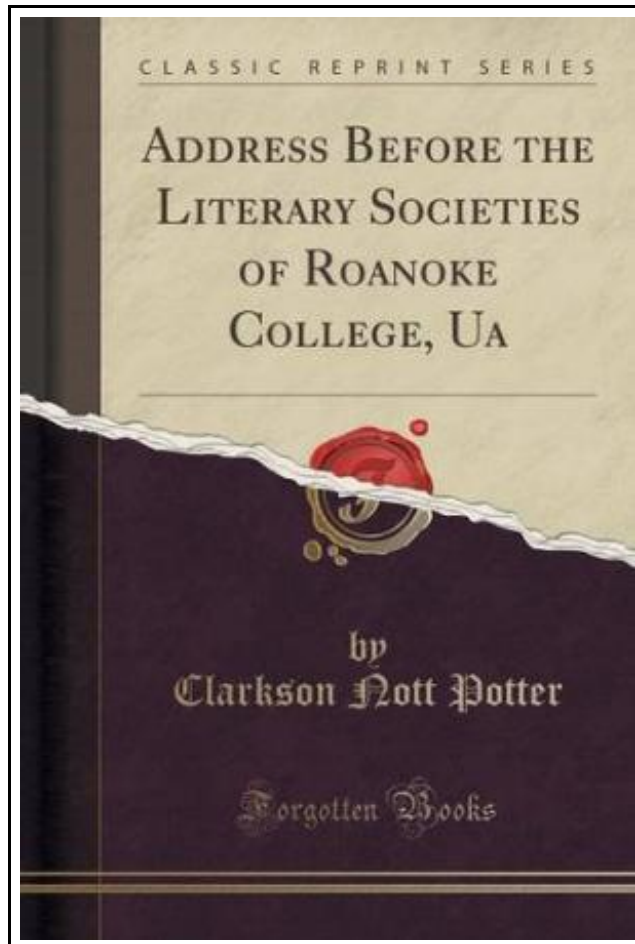 CLASSIC REPRINT SERIES
ADDRESS BEFORE THE
LITERARY SOCIETIES
OF ROANOKE
COLLEGE, UA
F
by
Clarkson Nott Potter
Forgotten Books